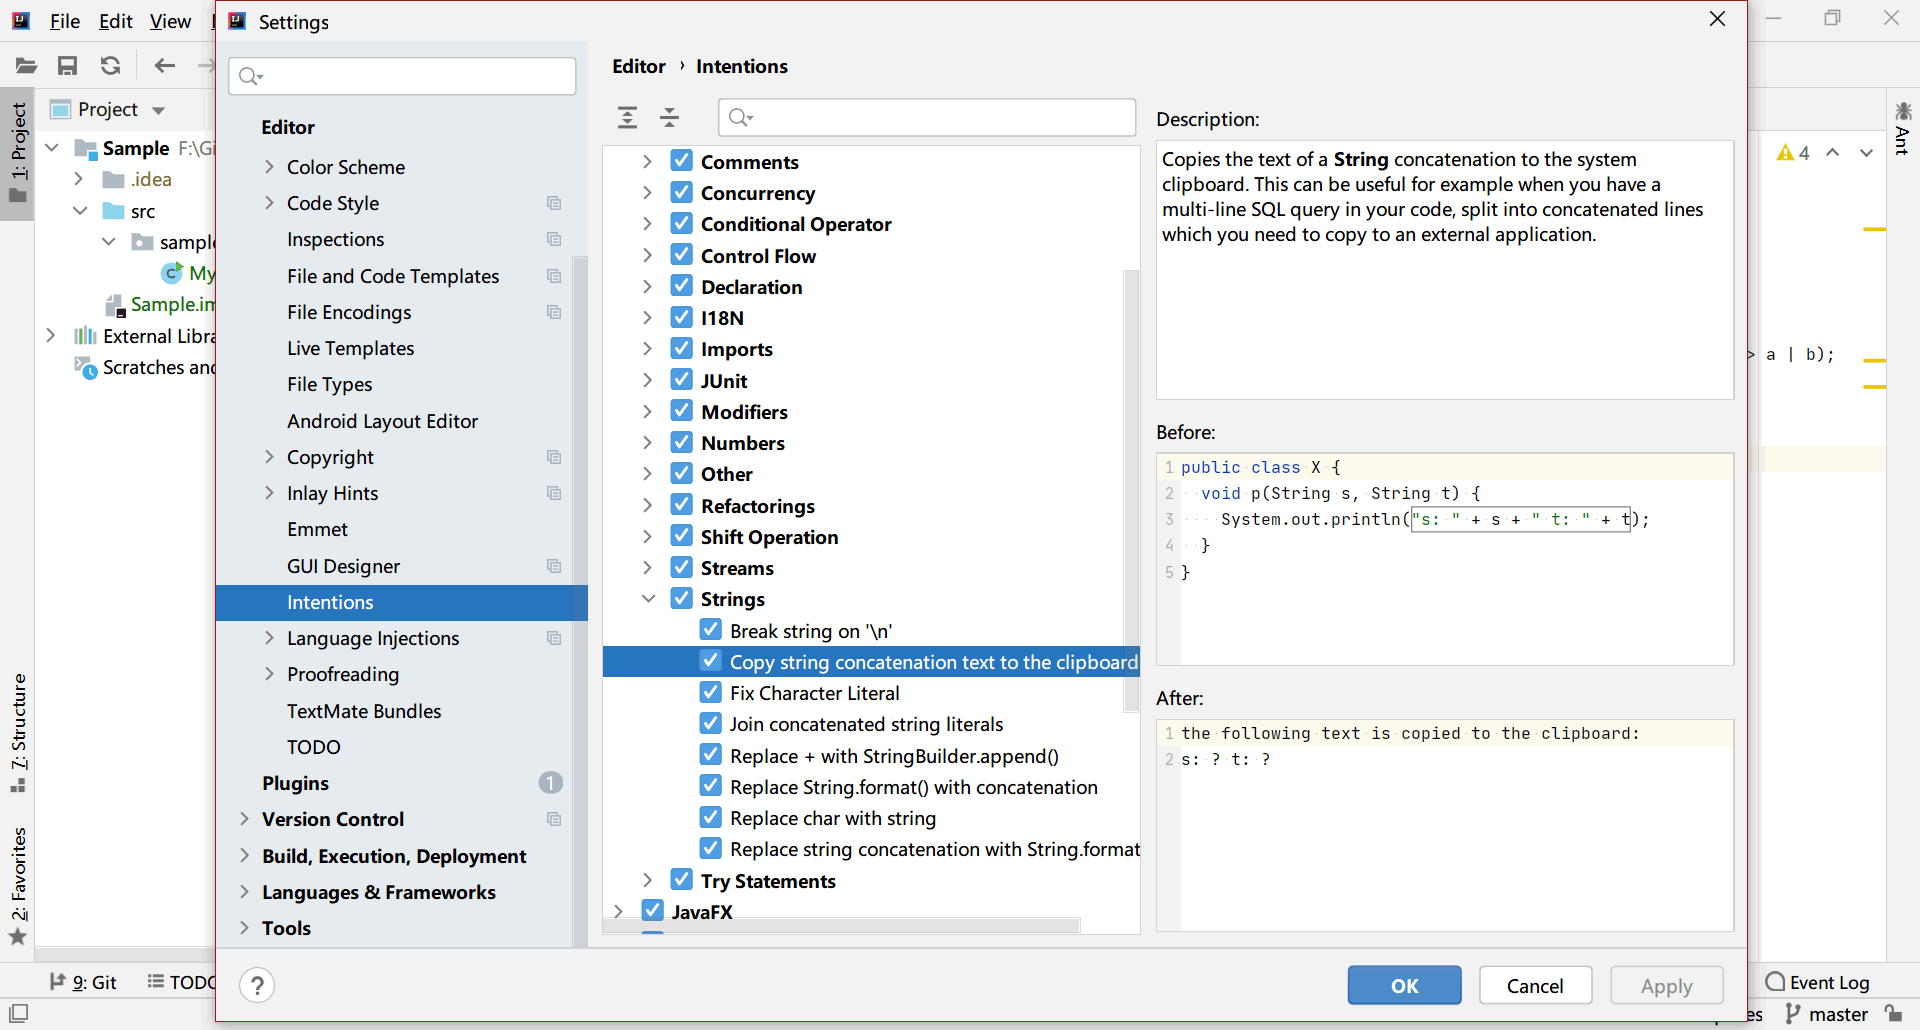 File Edit View
Settings
Project
1: Project
Sample F:\Gi
.idea
src
sample
My
Sample.im
External Libra
Scratches and
7: Structure
2: Favorites
Editor
Color Scheme
Code Style
Inspections
File and Code Templates
File Encodings
Live Templates
File Types
Android Layout Editor
Copyright
Inlay Hints
Emmet
GUI Designer
Intentions
Language Injections
Proofreading
TextMate Bundles
TODO
Plugins 1
Version Control
Build, Execution, Deployment
Languages & Frameworks
Tools
Editor › Intentions
Comments
Concurrency
Conditional Operator
Control Flow
Declaration
I18N
Imports
JUnit
Modifiers
Numbers
Other
Refactorings
Shift Operation
Streams
Strings
Break string on '\n'
Copy string concatenation text to the clipboard
Fix Character Literal
Join concatenated string literals
Replace + with StringBuilder.append()
Replace String.format() with concatenation
Replace char with string
Replace string concatenation with String.format
Try Statements
JavaFX
Description:
Copies the text of a String concatenation to the system
clipboard. This can be useful for example when you have a
multi-line SQL query in your code, split into concatenated lines
which you need to copy to an external application.
Before:
1 public class X {
2 void p(String s, String t) {
3 System.out.println("s: " + s + " t: " + t);
4 }
5 }
After:
1 the following text is copied to the clipboard:
2 s: ? t: ?
4
> a | b);
Ant
? OK Cancel Apply
9: Git TODO
Event Log
es master